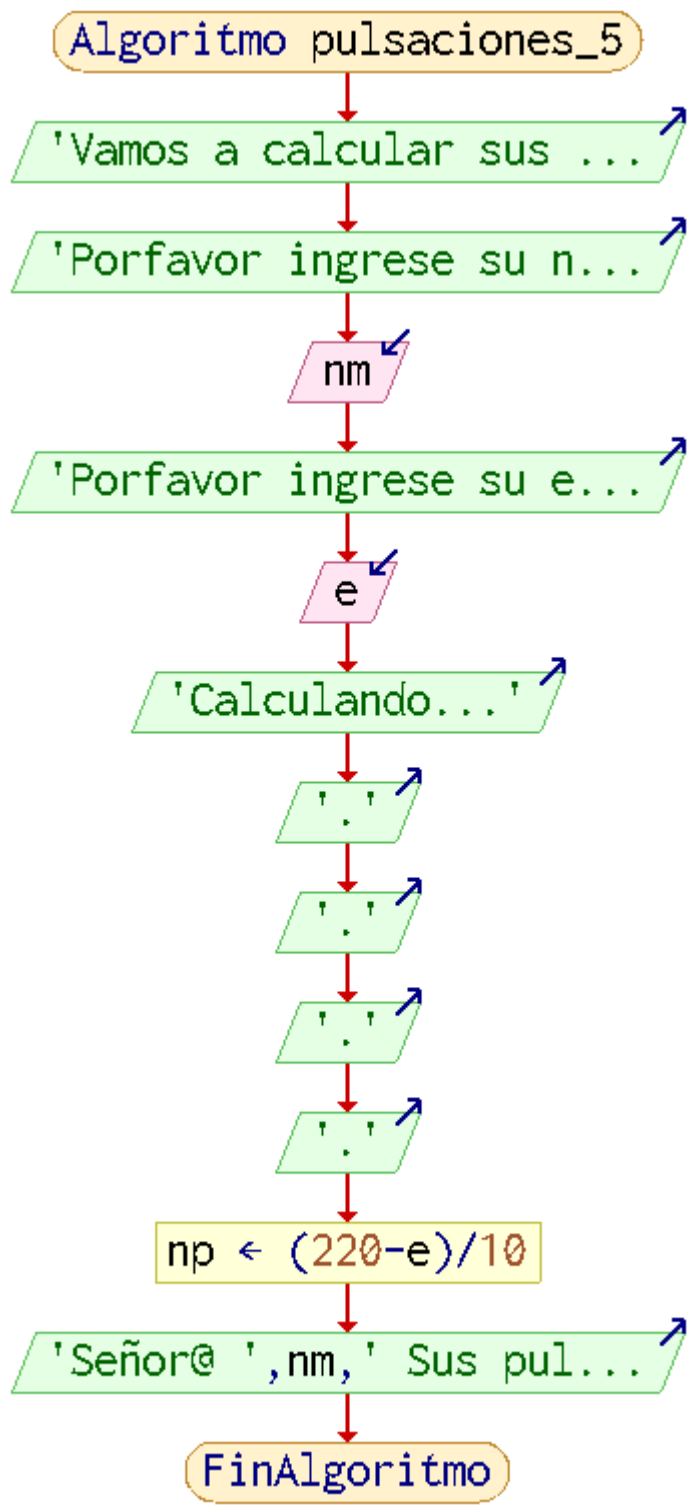 Algoritmo pulsaciones_5
'Vamos a calcular sus ...
'Porfavor ingrese su n...
nm
'Porfavor ingrese su e...
e
'Calculando...'
'.'
'.'
'.'
'.'
np ← (220-e)/10
'Señor@ ',nm,' Sus pul...
FinAlgoritmo